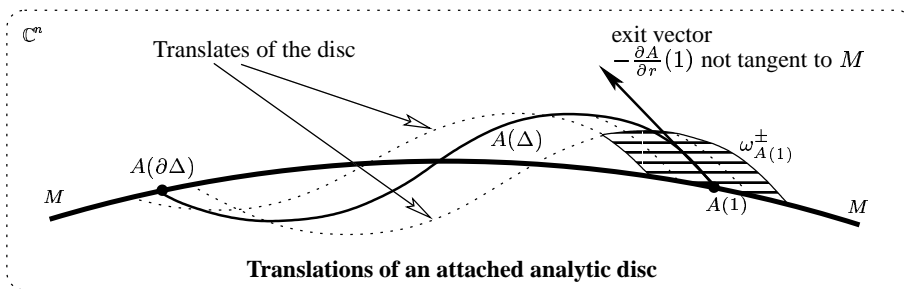 ℂⁿ
exit vector
Translates of the disc
−∂A/∂r(1) not tangent to M
A(Δ)
ω±A(1)
A(∂Δ)
M
A(1)
M
Translations of an attached analytic disc